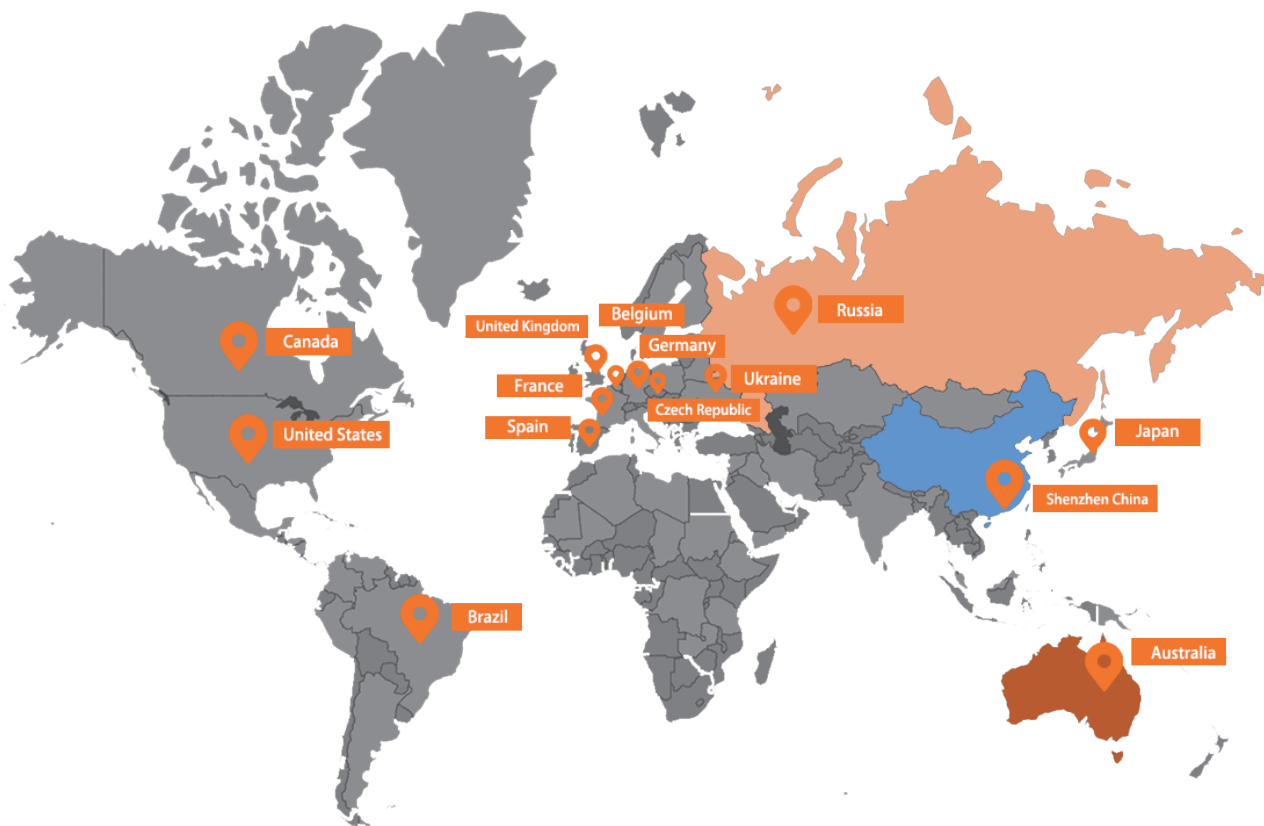 Belgium
Russia
United Kingdom
Canada
Germany
Ukraine
France
Czech Republic
Spain
United States
Japan
Shenzhen China
Brazil
Australia